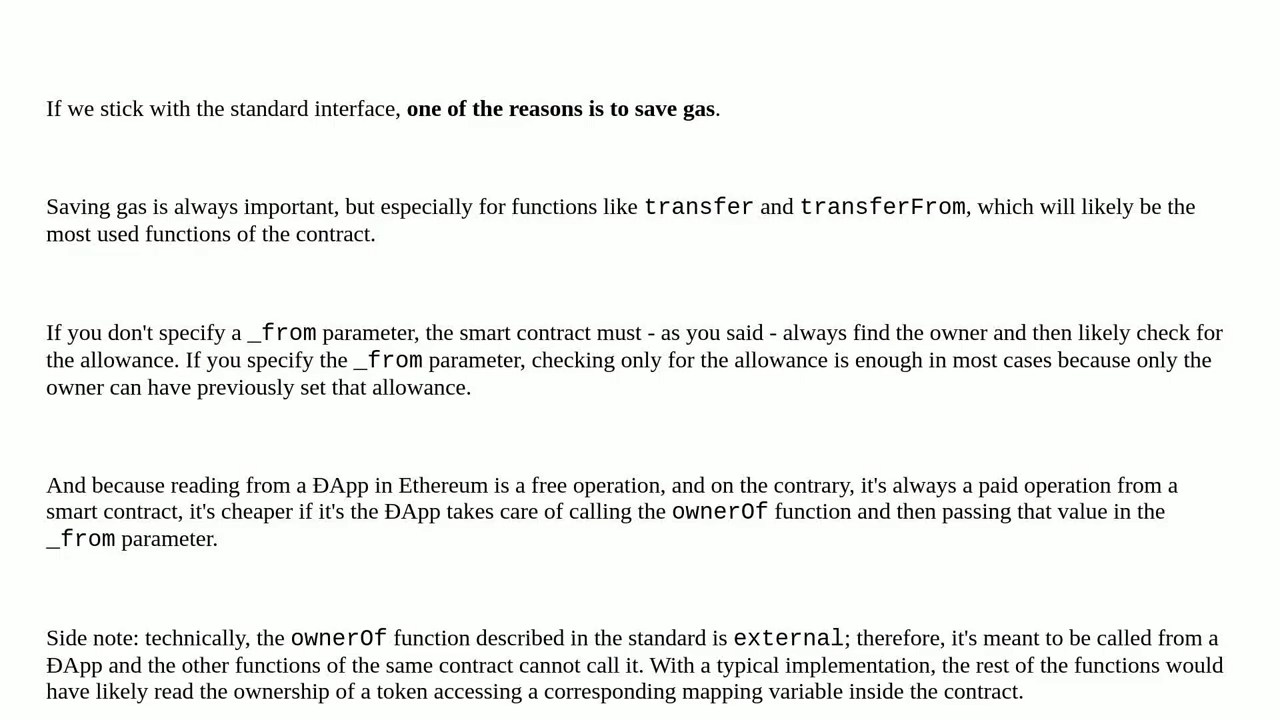 If we stick with the standard interface, one of the reasons is to save gas.
Saving gas is always important, but especially for functions like transfer and transferFrom, which will likely be the
most used functions of the contract.
If you don't specify a _from parameter, the smart contract must - as you said - always find the owner and then likely check for
the allowance. If you specify the _from parameter, checking only for the allowance is enough in most cases because only the
owner can have previously set that allowance.
And because reading from a ĐApp in Ethereum is a free operation, and on the contrary, it's always a paid operation from a
smart contract, it's cheaper if it's the ĐApp takes care of calling the ownerOf function and then passing that value in the
_from parameter.
Side note: technically, the ownerOf function described in the standard is external; therefore, it's meant to be called from a
ĐApp and the other functions of the same contract cannot call it. With a typical implementation, the rest of the functions would
have likely read the ownership of a token accessing a corresponding mapping variable inside the contract.